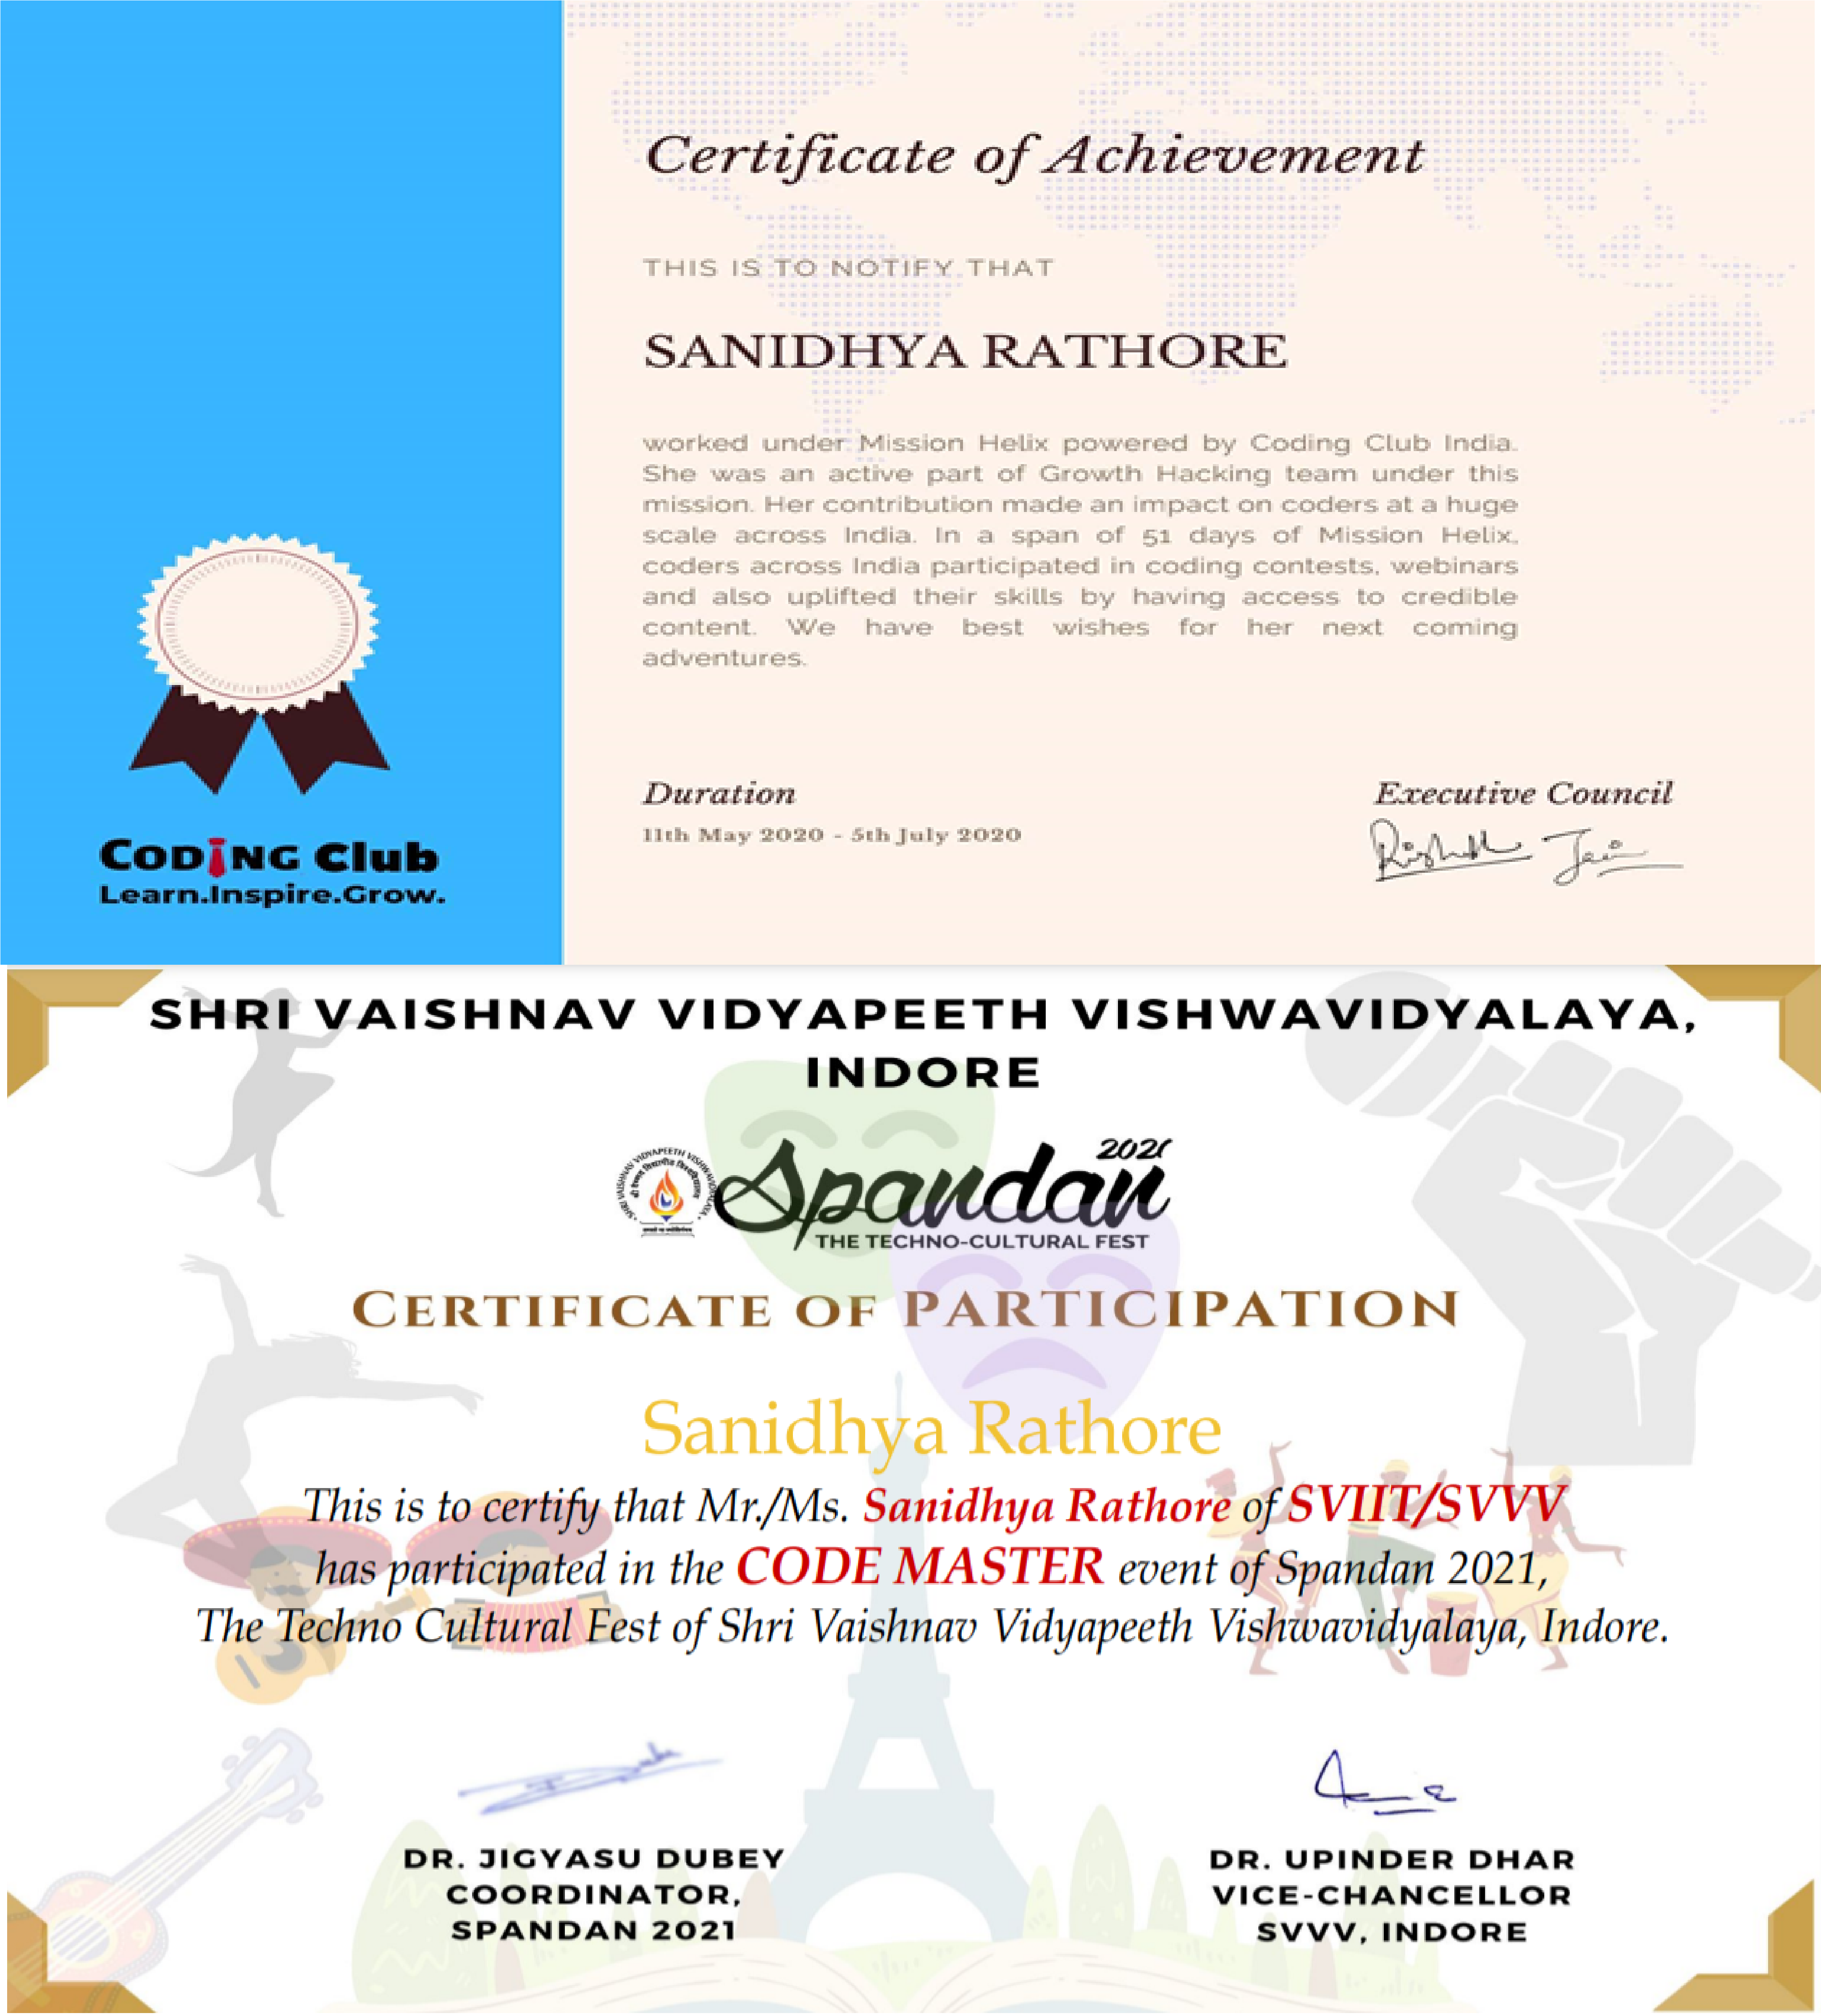 Certificate of Achievement
THIS IS TO NOTIFY THAT
SANIDHYA RATHORE
worked under Mission Helix powered by Coding Club India.
She was an active part of Growth Hacking team under this
mission. Her contribution made an impact on coders at a huge
scale across India. In a span of 51 days of Mission Helix,
coders across India participated in coding contests, webinars
and also uplifted their skills by having access to credible
content. We have best wishes for her next coming
adventures.
Duration
11th May 2020 - 5th July 2020
Executive Council
Rishabh Jain
CODING Club
Learn.Inspire.Grow.
SHRI VAISHNAV VIDYAPEETH VISHWAVIDYALAYA,
INDORE
SHRI VAISHNAV VIDYAPEETH VISHWAVIDYALAYA
Spandan 2021
THE TECHNO-CULTURAL FEST
CERTIFICATE OF PARTICIPATION
Sanidhya Rathore
This is to certify that Mr./Ms. Sanidhya Rathore of SVIIT/SVVV
has participated in the CODE MASTER event of Spandan 2021,
The Techno Cultural Fest of Shri Vaishnav Vidyapeeth Vishwavidyalaya, Indore.
DR. JIGYASU DUBEY
COORDINATOR,
SPANDAN 2021
DR. UPINDER DHAR
VICE-CHANCELLOR
SVVV, INDORE